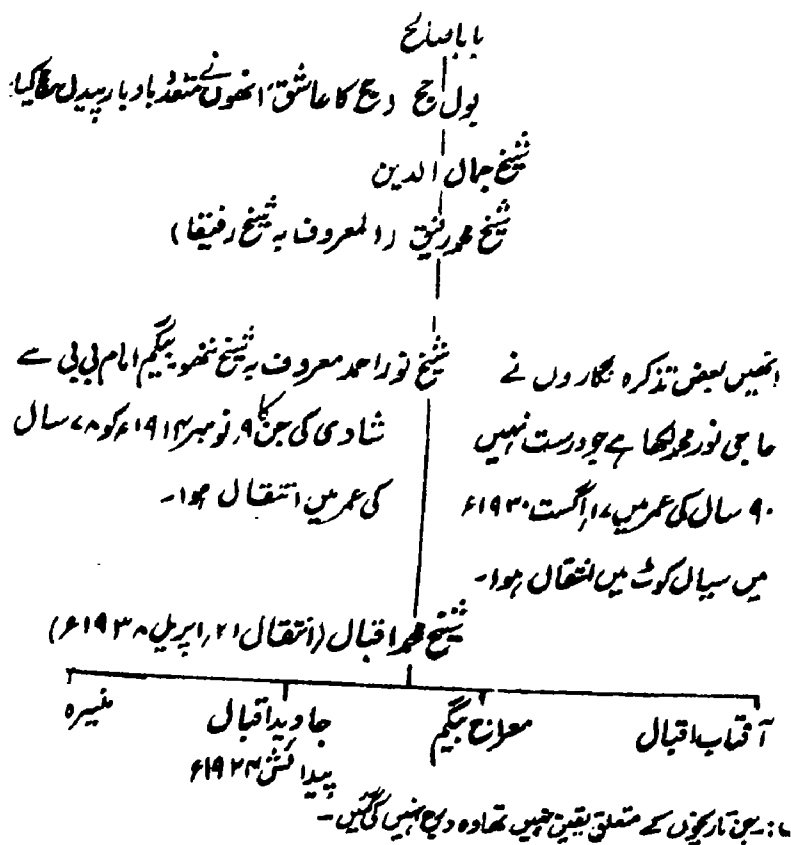 بابا صالح
بول حج (حج کا عاشق، انھوں نے متعدد بار پیدل حج کیا)
شیخ جمال الدین
شیخ محمد رفیق (المعروف بہ شیخ رفیقا)
شیخ نور احمد معروف بہ شیخ نتھو بیگم امام بی بی سے
شادی کی جن کا ۹ نومبر ۱۹۱۴ء کو ۷۸ سال
کی عمر میں انتقال ہوا۔
انھیں بعض تذکرہ نگاروں نے
حاجی نور محمد لکھا ہے جو درست نہیں
۹۰ سال کی عمر میں ۱۷ اگست ۱۹۳۰ء
میں سیال کوٹ میں انتقال ہوا۔
شیخ محمد اقبال (انتقال ۲۱ اپریل ۱۹۳۸ء)
آفتاب اقبال معراج بیگم جاوید اقبال منیرہ
پیدائش ۱۹۲۴ء
جن تاریخوں کے متعلق یقین نہیں تھا وہ درج نہیں کی گئیں۔